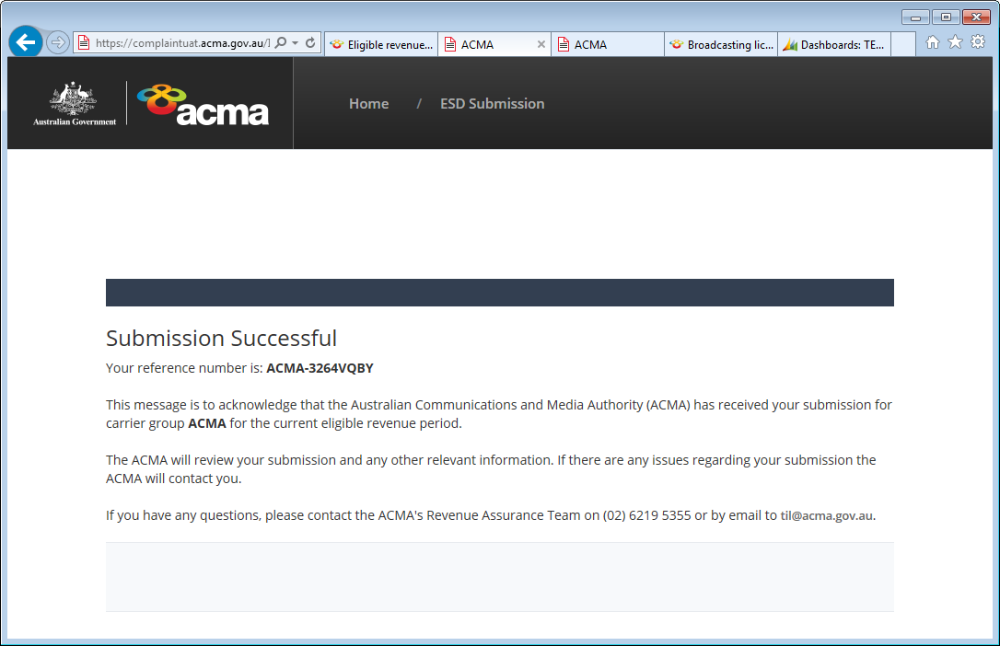 https://complaintuat.acma.gov.au/l
Eligible revenue...
ACMA
ACMA
Broadcasting lic...
Dashboards: TE...
Australian Government
acma
Home / ESD Submission
Submission Successful
Your reference number is: ACMA-3264VQBY
This message is to acknowledge that the Australian Communications and Media Authority (ACMA) has received your submission for
carrier group ACMA for the current eligible revenue period.
The ACMA will review your submission and any other relevant information. If there are any issues regarding your submission the
ACMA will contact you.
If you have any questions, please contact the ACMA's Revenue Assurance Team on (02) 6219 5355 or by email to til@acma.gov.au.